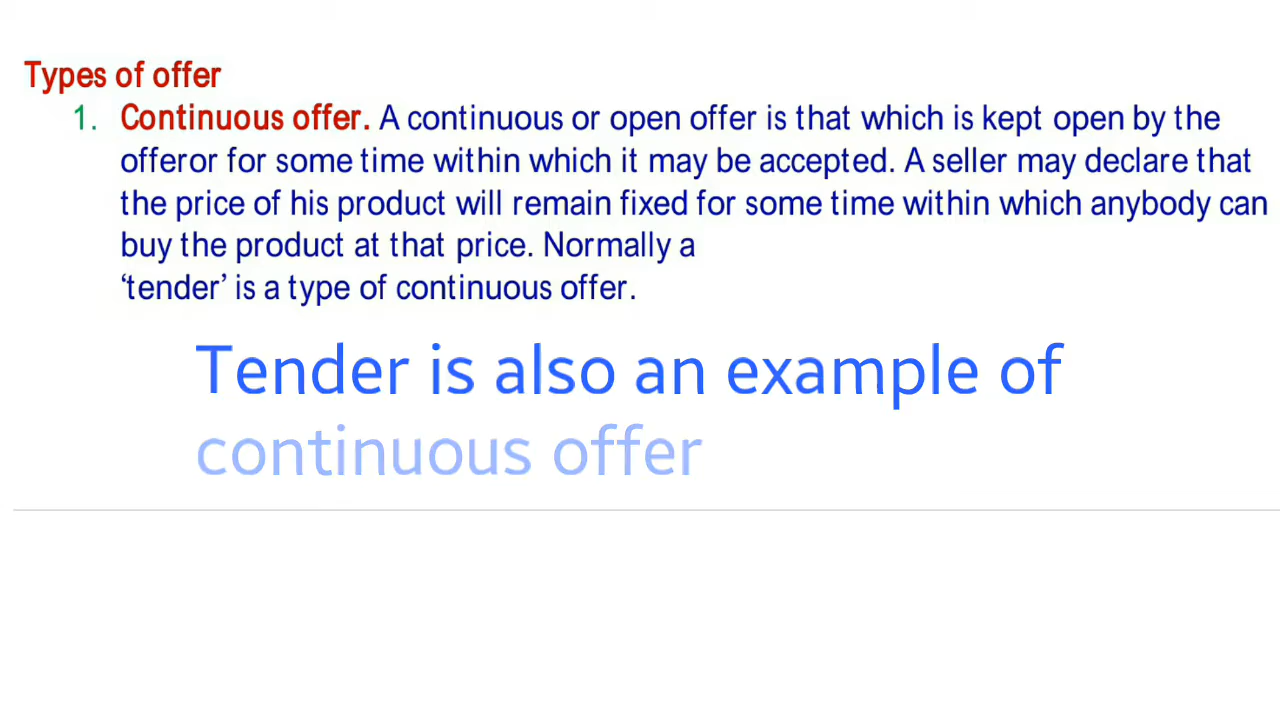 Types of offer
1. Continuous offer. A continuous or open offer is that which is kept open by the
offeror for some time within which it may be accepted. A seller may declare that
the price of his product will remain fixed for some time within which anybody can
buy the product at that price. Normally a
‘tender’ is a type of continuous offer.
Tender is also an example of
continuous offer